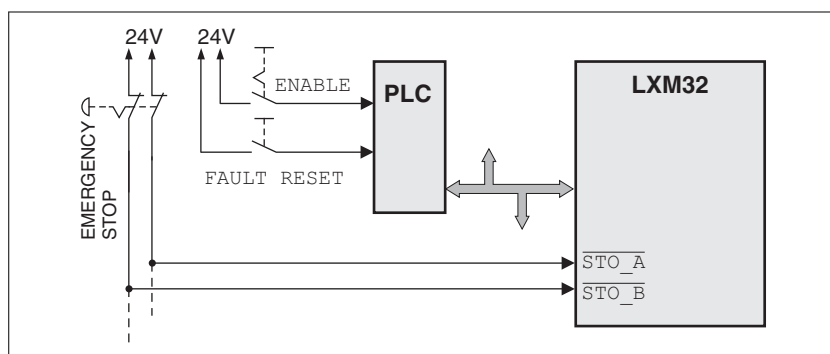 24V 24V
ENABLE
PLC
LXM32
FAULT RESET
EMERGENCY
STOP
STO_A
STO_B